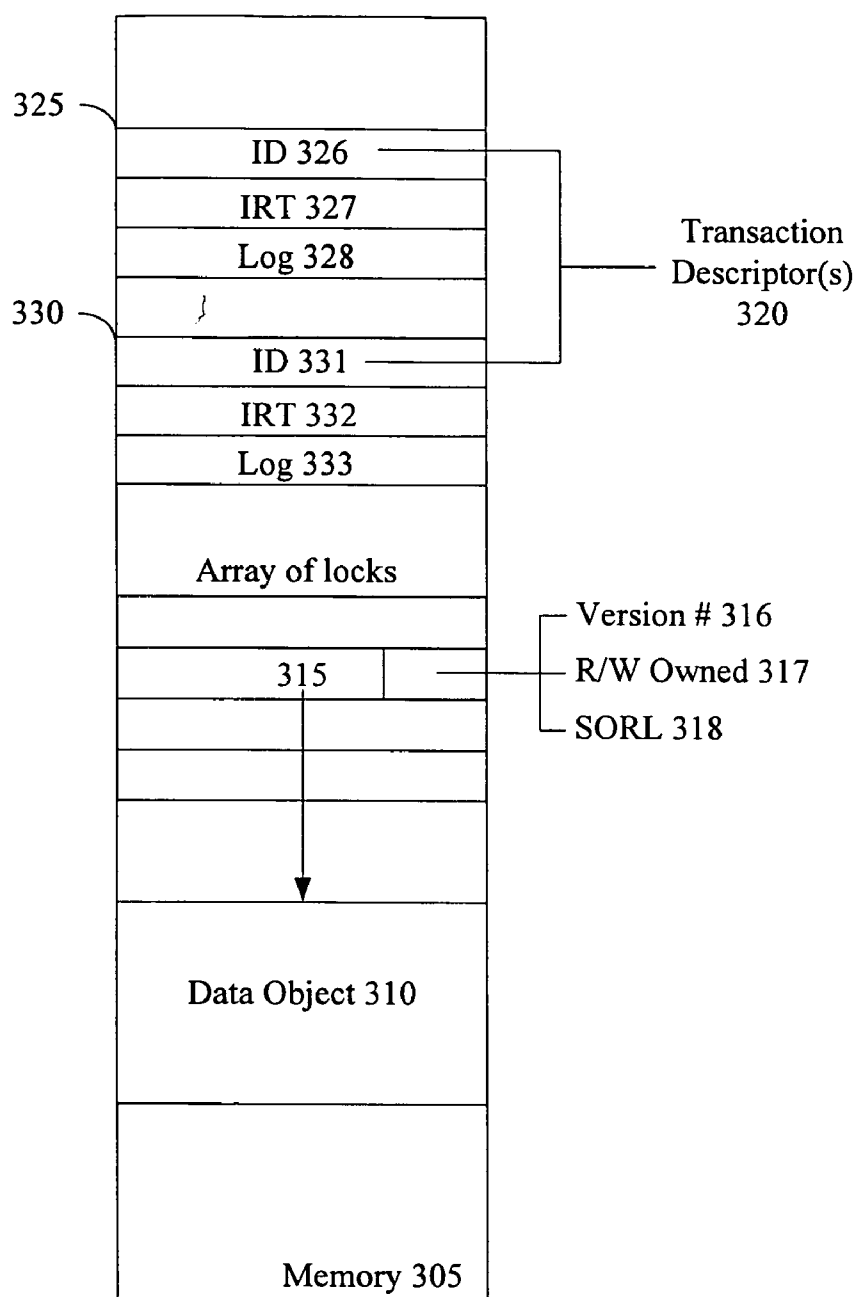 325
ID 326
IRT 327
Log 328
Transaction
Descriptor(s)
320
330
ID 331
IRT 332
Log 333
Array of locks
Version # 316
315
R/W Owned 317
SORL 318
Data Object 310
Memory 305